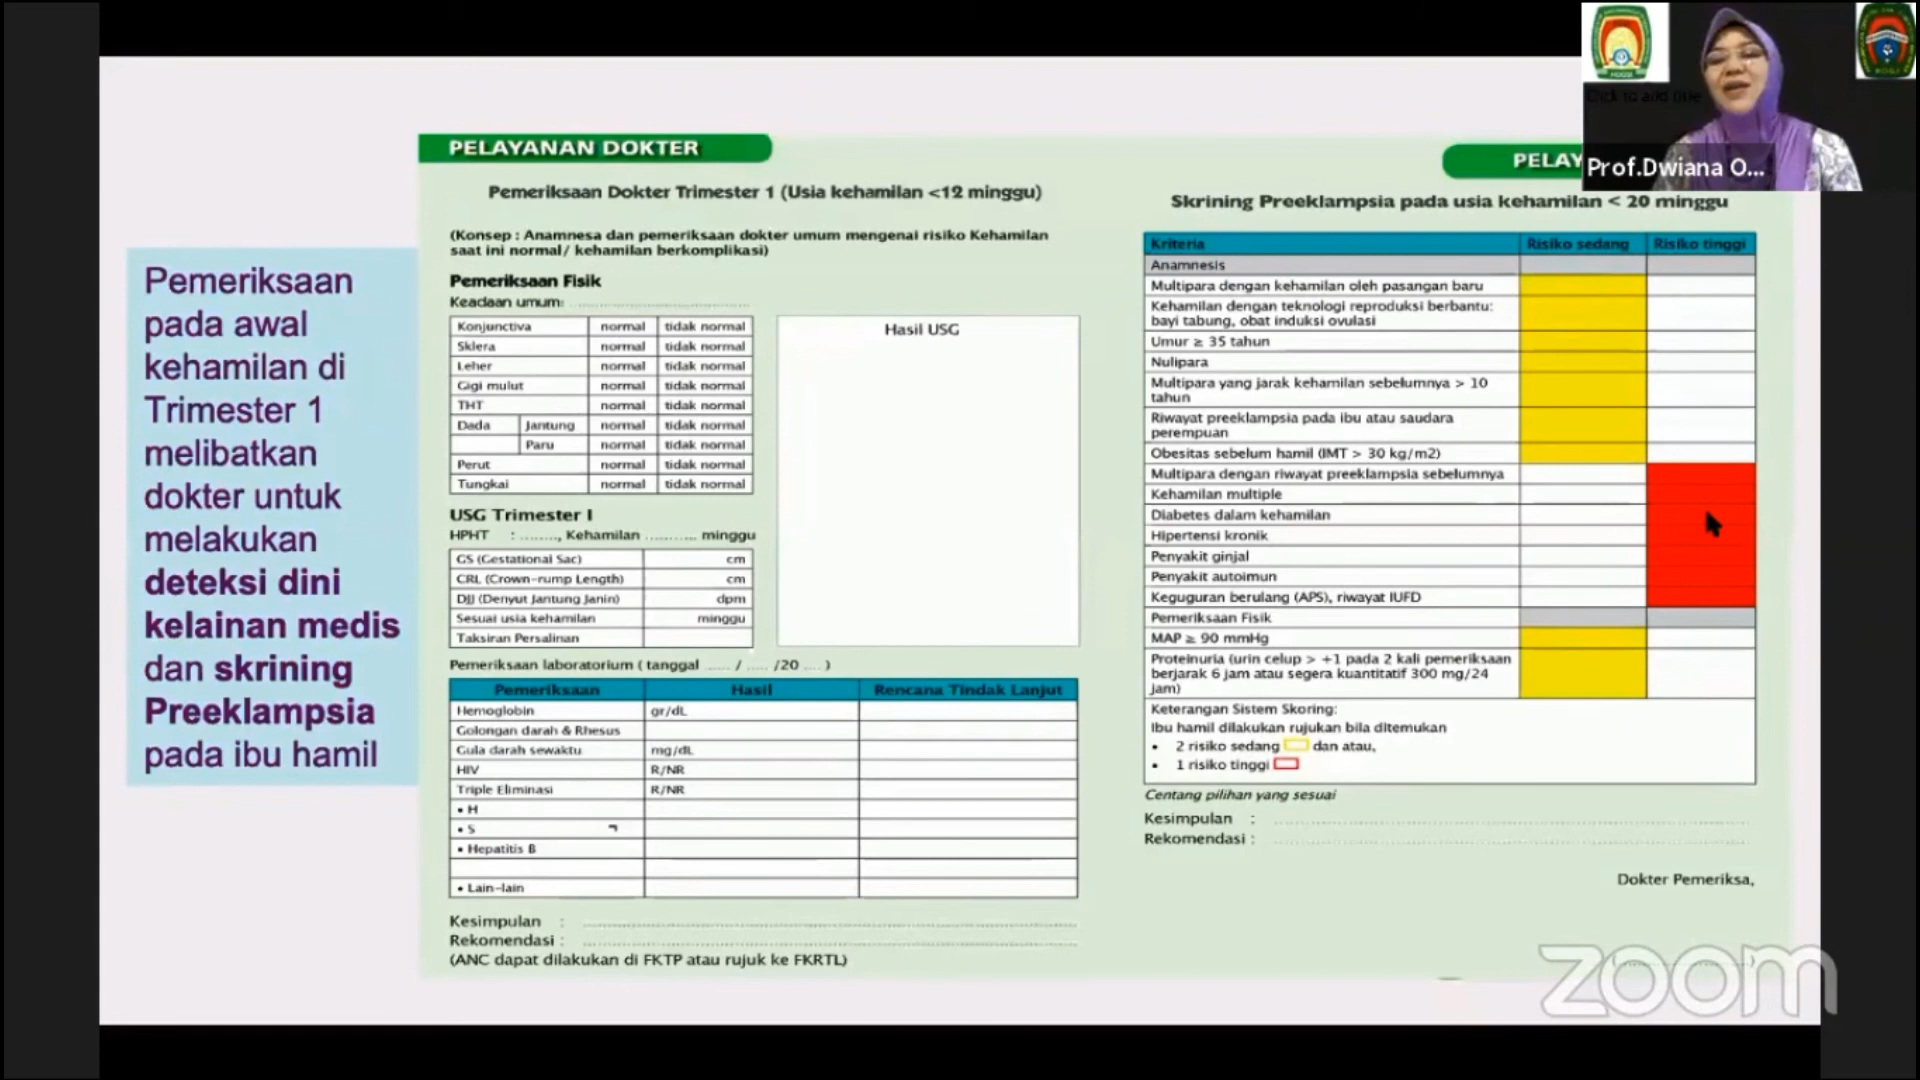 Pemeriksaan
pada awal
kehamilan di
Trimester 1
melibatkan
dokter untuk
melakukan
deteksi dini
kelainan medis
dan skrining
Preeklampsia
pada ibu hamil
PELAYANAN DOKTER
Pemeriksaan Dokter Trimester 1 (Usia kehamilan <12 minggu)
(Konsep : Anamnesa dan pemeriksaan dokter umum mengenai risiko Kehamilan
saat ini normal/ kehamilan berkomplikasi)
Pemeriksaan Fisik
Keadaan umum:
Konjunctiva normal tidak normal
Sklera normal tidak normal
Leher normal tidak normal
Gigi mulut normal tidak normal
THT normal tidak normal
Dada Jantung normal tidak normal
Paru normal tidak normal
Perut normal tidak normal
Tungkai normal tidak normal
Hasil USG
USG Trimester I
HPHT : ........, Kehamilan ........... minggu
GS (Gestational Sac) cm
CRL (Crown-rump Length) cm
DJJ (Denyut Jantung Janin) dpm
Sesuai usia kehamilan minggu
Taksiran Persalinan
Pemeriksaan laboratorium ( tanggal ..... / ..... /20 .... )
Pemeriksaan Hasil Rencana Tindak Lanjut
Hemoglobin gr/dL
Golongan darah & Rhesus
Gula darah sewaktu mg/dL
HIV R/NR
Triple Eliminasi R/NR
• H
• S
• Hepatitis B
• Lain-lain
Kesimpulan :
Rekomendasi :
(ANC dapat dilakukan di FKTP atau rujuk ke FKRTL)
PELAY
Skrining Preeklampsia pada usia kehamilan < 20 minggu
Kriteria Risiko sedang Risiko tinggi
Anamnesis
Multipara dengan kehamilan oleh pasangan baru
Kehamilan dengan teknologi reproduksi berbantu:
bayi tabung, obat induksi ovulasi
Umur ≥ 35 tahun
Nulipara
Multipara yang jarak kehamilan sebelumnya > 10
tahun
Riwayat preeklampsia pada ibu atau saudara
perempuan
Obesitas sebelum hamil (IMT > 30 kg/m2)
Multipara dengan riwayat preeklampsia sebelumnya
Kehamilan multiple
Diabetes dalam kehamilan
Hipertensi kronik
Penyakit ginjal
Penyakit autoimun
Keguguran berulang (APS), riwayat IUFD
Pemeriksaan Fisik
MAP ≥ 90 mmHg
Proteinuria (urin celup > +1 pada 2 kali pemeriksaan
berjarak 6 jam atau segera kuantitatif 300 mg/24
jam)
Keterangan Sistem Skoring:
Ibu hamil dilakukan rujukan bila ditemukan
• 2 risiko sedang dan atau,
• 1 risiko tinggi
Centang pilihan yang sesuai
Kesimpulan :
Rekomendasi :
Dokter Pemeriksa,
Click to add title
Prof.Dwiana O...
zoom